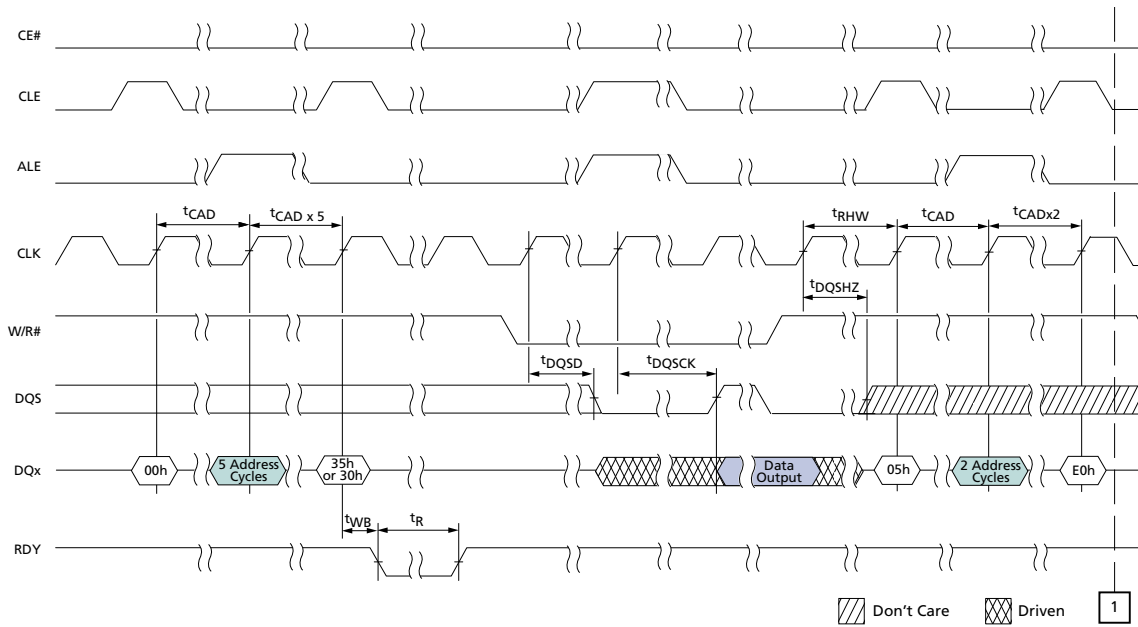 CE#
CLE
ALE
tCAD
tCAD x 5
tRHW
tCAD
tCADx2
CLK
tDQSHZ
W/R#
tDQSD
tDQSCK
DQS
DQx
00h
5 Address
Cycles
35h
or 30h
Data
Output
05h
2 Address
Cycles
E0h
tWB
tR
RDY
Don't Care
Driven
1